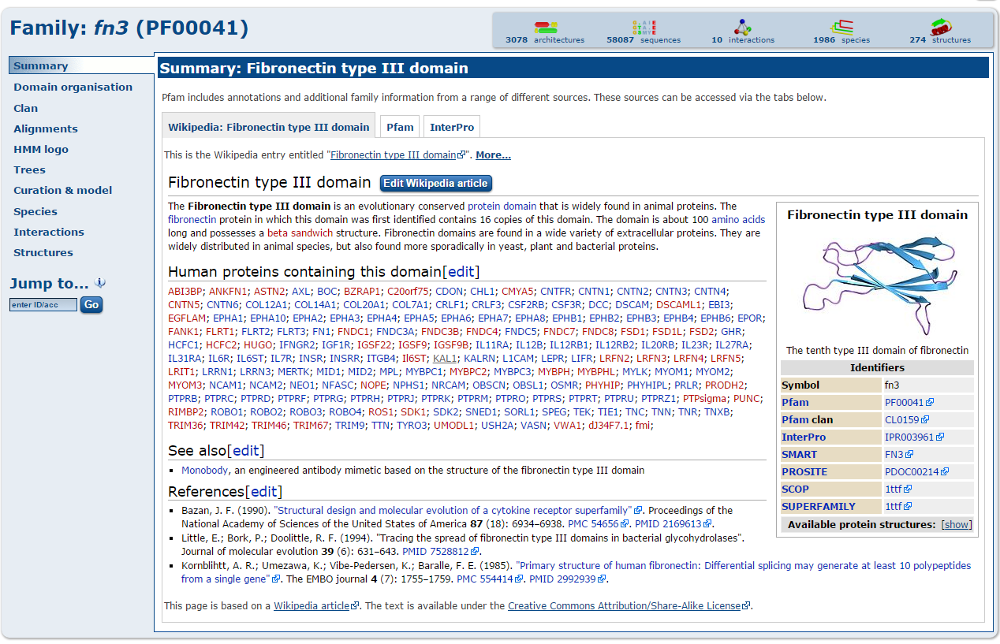 Family: fn3 (PF00041)
3078 architectures
58087 sequences
10 interactions
1986 species
274 structures
Summary
Domain organisation
Clan
Alignments
HMM logo
Trees
Curation & model
Species
Interactions
Structures
Jump to...
enter ID/acc
Go
Summary: Fibronectin type III domain
Pfam includes annotations and additional family information from a range of different sources. These sources can be accessed via the tabs below.
Wikipedia: Fibronectin type III domain
Pfam
InterPro
This is the Wikipedia entry entitled "Fibronectin type III domain". More...
Fibronectin type III domain
Edit Wikipedia article
The Fibronectin type III domain is an evolutionary conserved protein domain that is widely found in animal proteins. The
fibronectin protein in which this domain was first identified contains 16 copies of this domain. The domain is about 100 amino acids
long and possesses a beta sandwich structure. Fibronectin domains are found in a wide variety of extracellular proteins. They are
widely distributed in animal species, but also found more sporadically in yeast, plant and bacterial proteins.
Human proteins containing this domain[edit]
ABI3BP; ANKFN1; ASTN2; AXL; BOC; BZRAP1; C20orf75; CDON; CHL1; CMYA5; CNTFR; CNTN1; CNTN2; CNTN3; CNTN4;
CNTN5; CNTN6; COL12A1; COL14A1; COL20A1; COL7A1; CRLF1; CRLF3; CSF2RB; CSF3R; DCC; DSCAM; DSCAML1; EBI3;
EGFLAM; EPHA1; EPHA10; EPHA2; EPHA3; EPHA4; EPHA5; EPHA6; EPHA7; EPHA8; EPHB1; EPHB2; EPHB3; EPHB4; EPHB6; EPOR;
FANK1; FLRT1; FLRT2; FLRT3; FN1; FNDC1; FNDC3A; FNDC3B; FNDC4; FNDC5; FNDC7; FNDC8; FSD1; FSD1L; FSD2; GHR;
HCFC1; HCFC2; HUGO; IFNGR2; IGF1R; IGSF22; IGSF9; IGSF9B; IL11RA; IL12B; IL12RB1; IL12RB2; IL20RB; IL23R; IL27RA;
IL31RA; IL6R; IL6ST; IL7R; INSR; INSRR; ITGB4; Il6ST; KAL1; KALRN; L1CAM; LEPR; LIFR; LRFN2; LRFN3; LRFN4; LRFN5;
LRIT1; LRRN1; LRRN3; MERTK; MID1; MID2; MPL; MYBPC1; MYBPC2; MYBPC3; MYBPH; MYBPHL; MYLK; MYOM1; MYOM2;
MYOM3; NCAM1; NCAM2; NEO1; NFASC; NOPE; NPHS1; NRCAM; OBSCN; OBSL1; OSMR; PHYHIP; PHYHIPL; PRLR; PRODH2;
PTPRB; PTPRC; PTPRD; PTPRF; PTPRG; PTPRH; PTPRJ; PTPRK; PTPRM; PTPRO; PTPRS; PTPRT; PTPRU; PTPRZ1; PTPsigma; PUNC;
RIMBP2; ROBO1; ROBO2; ROBO3; ROBO4; ROS1; SDK1; SDK2; SNED1; SORL1; SPEG; TEK; TIE1; TNC; TNN; TNR; TNXB;
TRIM36; TRIM42; TRIM46; TRIM67; TRIM9; TTN; TYRO3; UMODL1; USH2A; VASN; VWA1; dJ34F7.1; fmi;
See also[edit]
Monobody, an engineered antibody mimetic based on the structure of the fibronectin type III domain
References[edit]
Bazan, J. F. (1990). "Structural design and molecular evolution of a cytokine receptor superfamily". Proceedings of the
National Academy of Sciences of the United States of America 87 (18): 6934–6938. PMC 54656. PMID 2169613.
Little, E.; Bork, P.; Doolittle, R. F. (1994). "Tracing the spread of fibronectin type III domains in bacterial glycohydrolases".
Journal of molecular evolution 39 (6): 631–643. PMID 7528812.
Kornblihtt, A. R.; Umezawa, K.; Vibe-Pedersen, K.; Baralle, F. E. (1985). "Primary structure of human fibronectin: Differential splicing may generate at least 10 polypeptides
from a single gene". The EMBO journal 4 (7): 1755–1759. PMC 554414. PMID 2992939.
This page is based on a Wikipedia article. The text is available under the Creative Commons Attribution/Share-Alike License.
Fibronectin type III domain
The tenth type III domain of fibronectin
Identifiers
Symbol fn3
Pfam PF00041
Pfam clan CL0159
InterPro IPR003961
SMART FN3
PROSITE PDOC00214
SCOP 1ttf
SUPERFAMILY 1ttf
Available protein structures: [show]